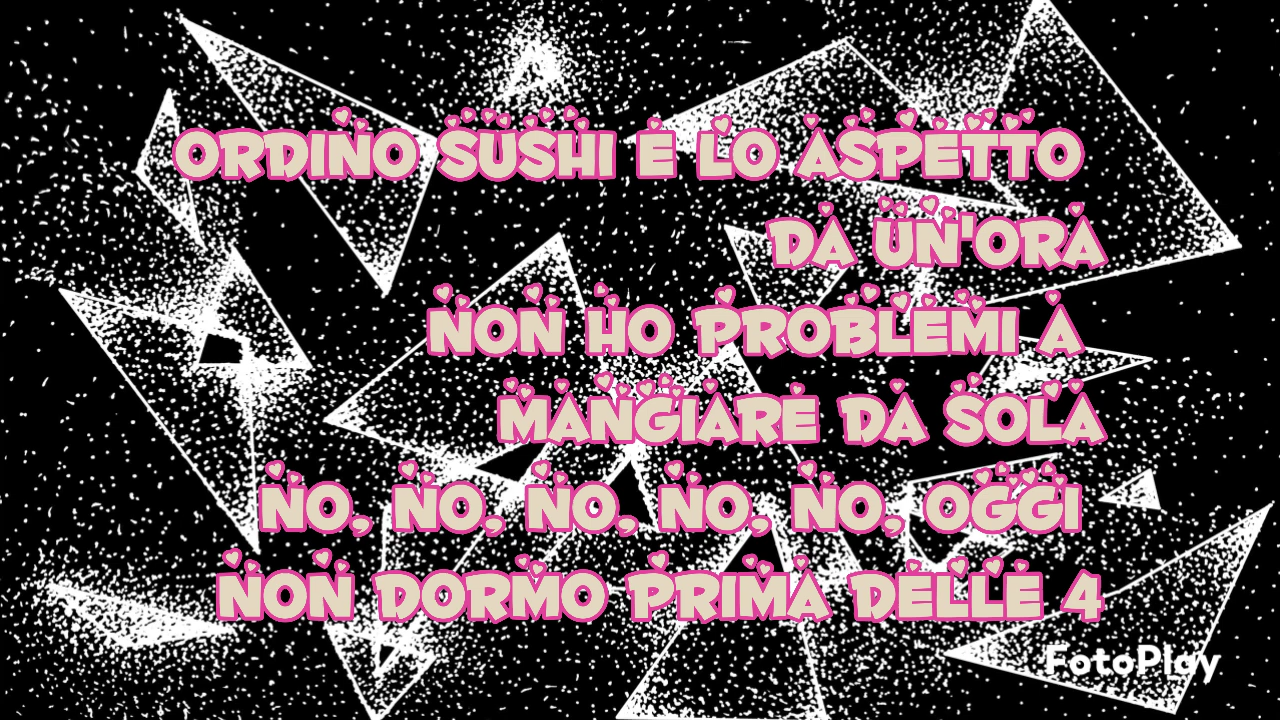 ORDINO SUSHI E LO ASPETTO
DA UN'ORA
NON HO PROBLEMI A
MANGIARE DA SOLA
NO, NO, NO, NO, NO, OGGI
NON DORMO PRIMA DELLE 4
FotoPlay